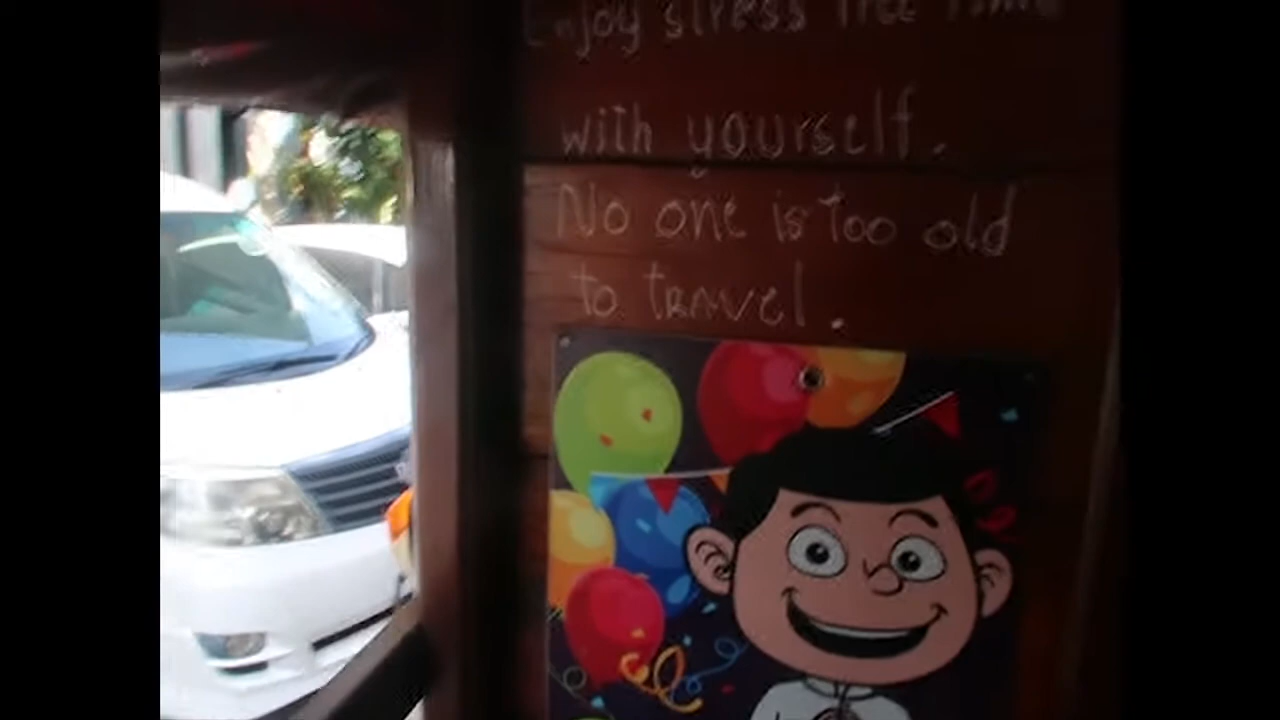 Enjoy stress free time
with yourself.
No one is too old
to travel.